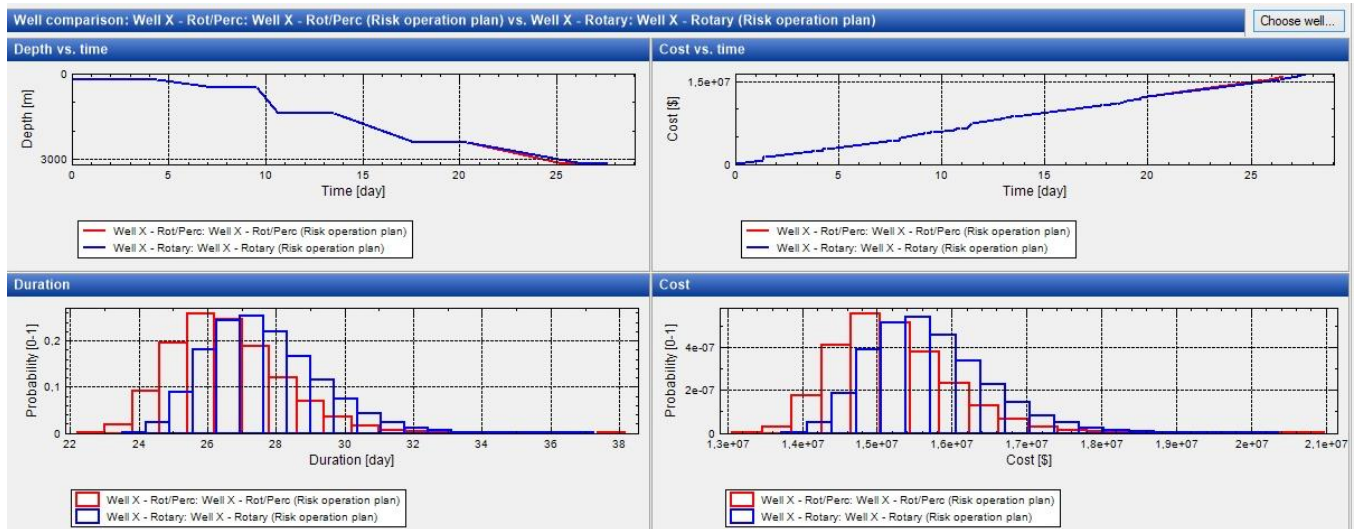 Well comparison: Well X - Rot/Perc: Well X - Rot/Perc (Risk operation plan) vs. Well X - Rotary: Well X - Rotary (Risk operation plan)
Choose well...
Depth vs. time
0
3000
Depth [m]
0 5 10 15 20 25
Time [day]
Well X - Rot/Perc: Well X - Rot/Perc (Risk operation plan)
Well X - Rotary: Well X - Rotary (Risk operation plan)
Cost vs. time
1,5e+07
0
Cost [$]
0 5 10 15 20 25
Time [day]
Well X - Rot/Perc: Well X - Rot/Perc (Risk operation plan)
Well X - Rotary: Well X - Rotary (Risk operation plan)
Duration
0,2
0,1
0
Probability [0-1]
22 24 26 28 30 32 34 36 38
Duration [day]
Well X - Rot/Perc: Well X - Rot/Perc (Risk operation plan)
Well X - Rotary: Well X - Rotary (Risk operation plan)
Cost
4e-07
2e-07
0
Probability [0-1]
1,3e+07 1,4e+07 1,5e+07 1,6e+07 1,7e+07 1,8e+07 1,9e+07 2e+07 2,1e+07
Cost [$]
Well X - Rot/Perc: Well X - Rot/Perc (Risk operation plan)
Well X - Rotary: Well X - Rotary (Risk operation plan)